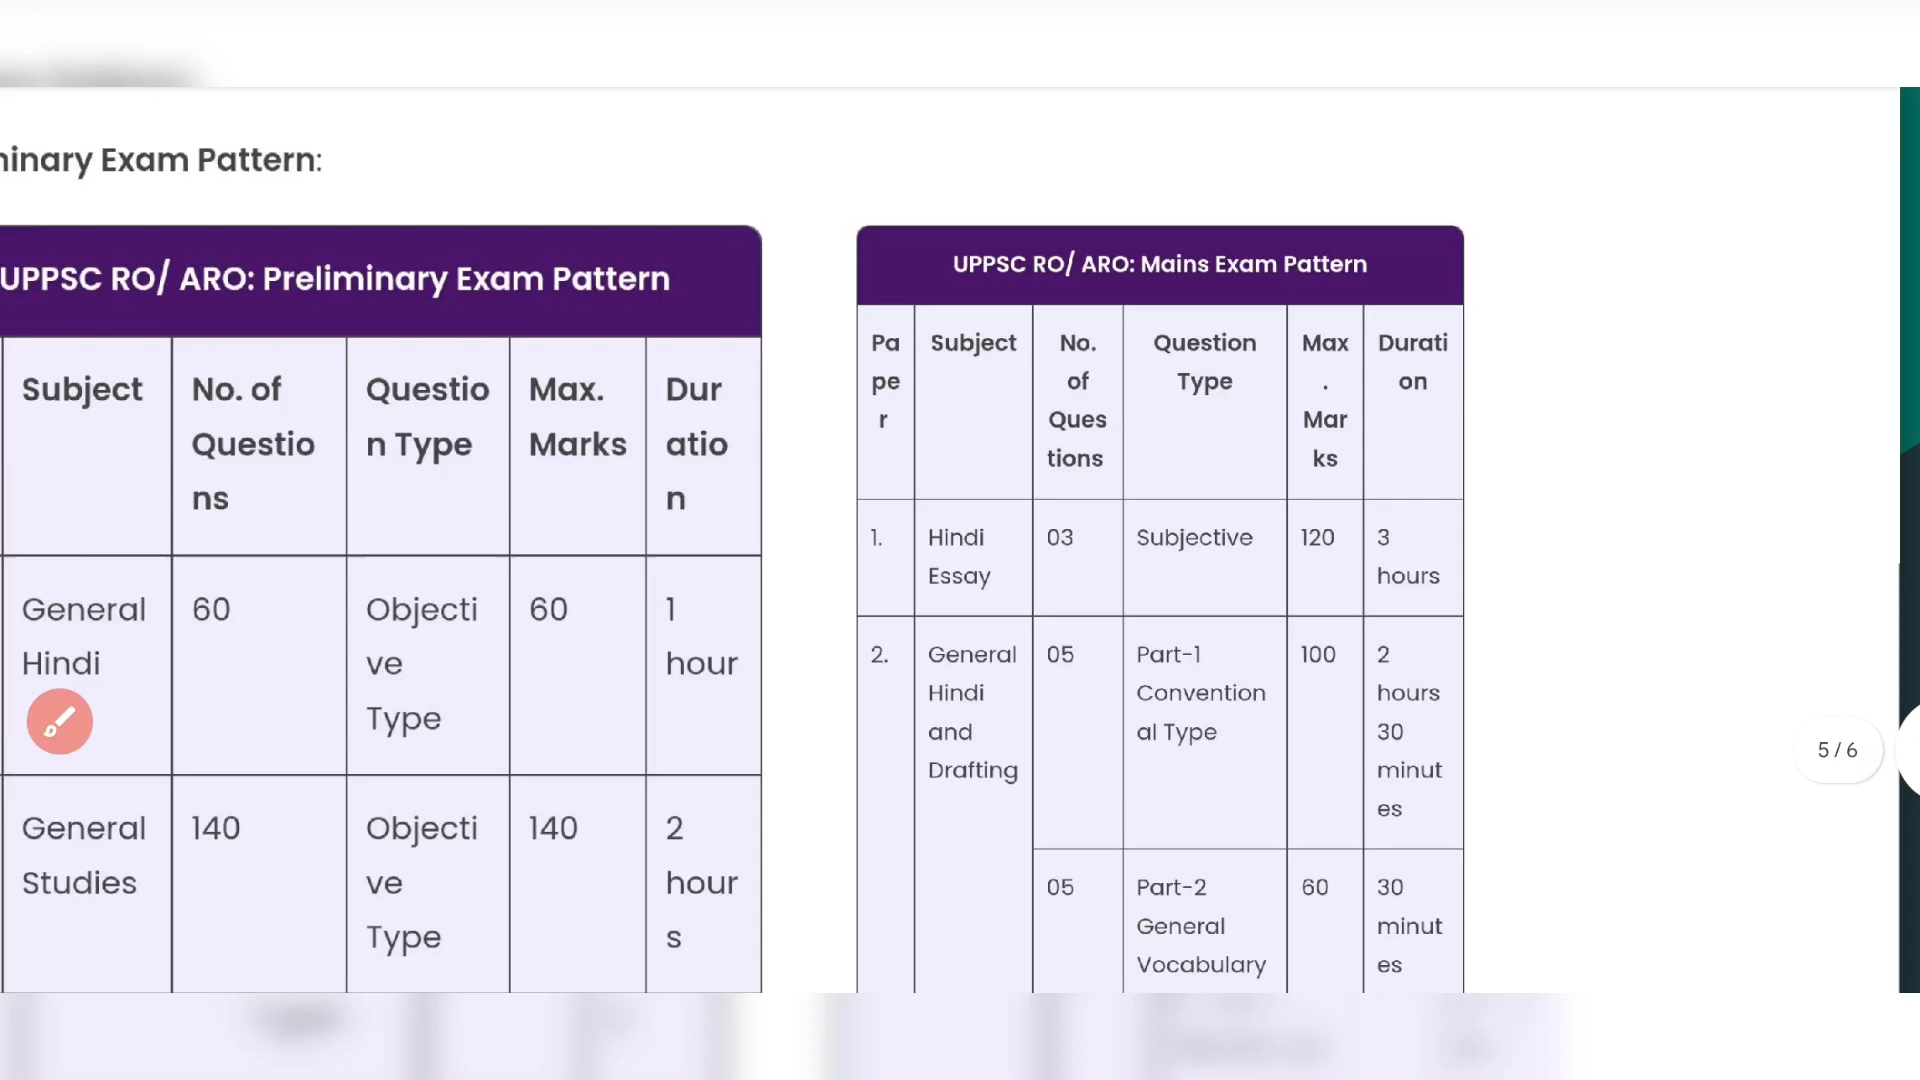 ninary Exam Pattern:
UPPSC RO/ ARO: Preliminary Exam Pattern
Subject
No. of
Questio
ns
Questio
n Type
Max.
Marks
Dur
atio
n
General
Hindi
60
Objecti
ve
Type
60
1
hour
General
Studies
140
Objecti
ve
Type
140
2
hour
s
UPPSC RO/ ARO: Mains Exam Pattern
Pa
pe
r
Subject
No.
of
Ques
tions
Question
Type
Max
.
Mar
ks
Durati
on
1.
Hindi
Essay
03
Subjective
120
3
hours
2.
General
Hindi
and
Drafting
05
Part-1
Convention
al Type
100
2
hours
30
minut
es
05
Part-2
General
Vocabulary
60
30
minut
es
5 / 6